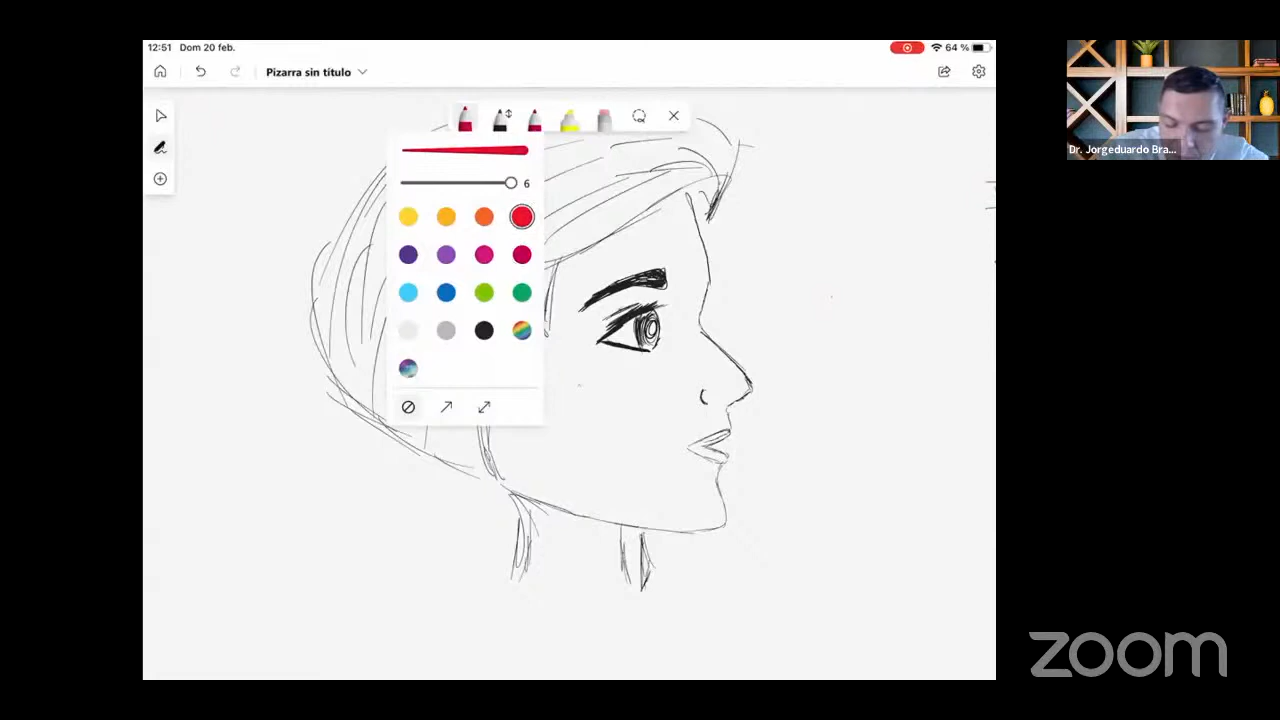 12:51 Dom 20 feb.
64 %
Pizarra sin título
6
Dr. Jorgeduardo Bra...
zoom